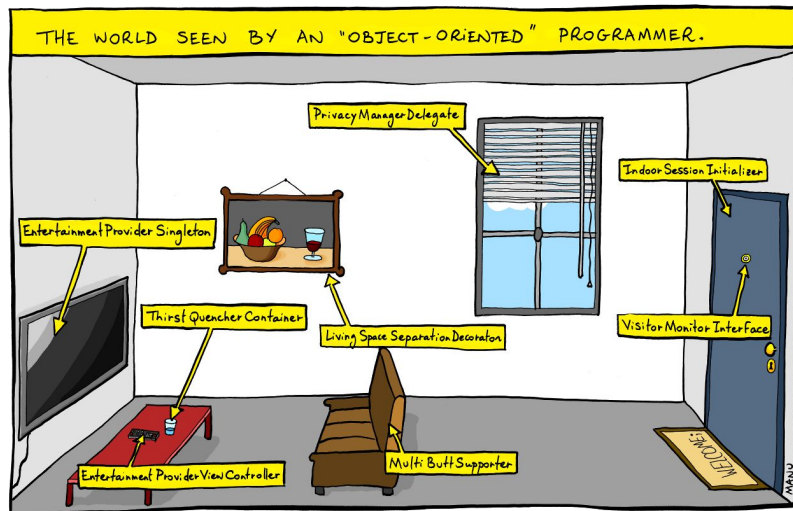 THE WORLD SEEN BY AN "OBJECT-ORIENTED" PROGRAMMER.
Privacy Manager Delegate
Indoor Session Initializer
Entertainment Provider Singleton
Thirst Quencher Container
Living Space Separation Decorator
Visitor Monitor Interface
Multi Butt Supporter
Entertainment Provider View Controller
WELCOME!
MANU